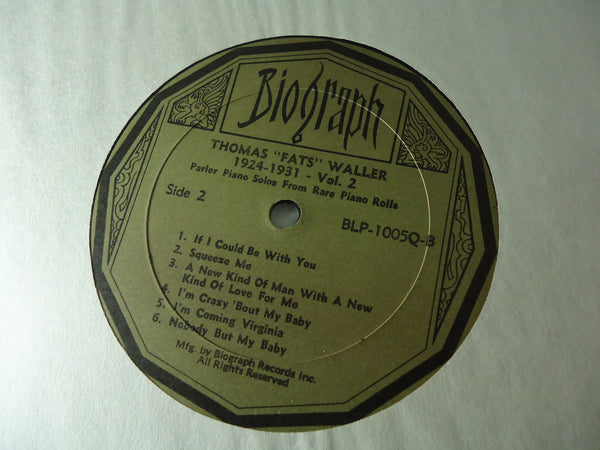 Biograph
THOMAS "FATS" WALLER
1924-1931 - Vol. 2
Parlor Piano Solos From Rare Piano Rolls
Side 2
BLP-1005Q-B
1. If I Could Be With You
2. Squeeze Me
3. A New Kind Of Man With A New
Kind Of Love For Me
4. I'm Crazy 'Bout My Baby
5. I'm Coming Virginia
6. Nobody But My Baby
Mfg. by Biograph Records Inc.
All Rights Reserved